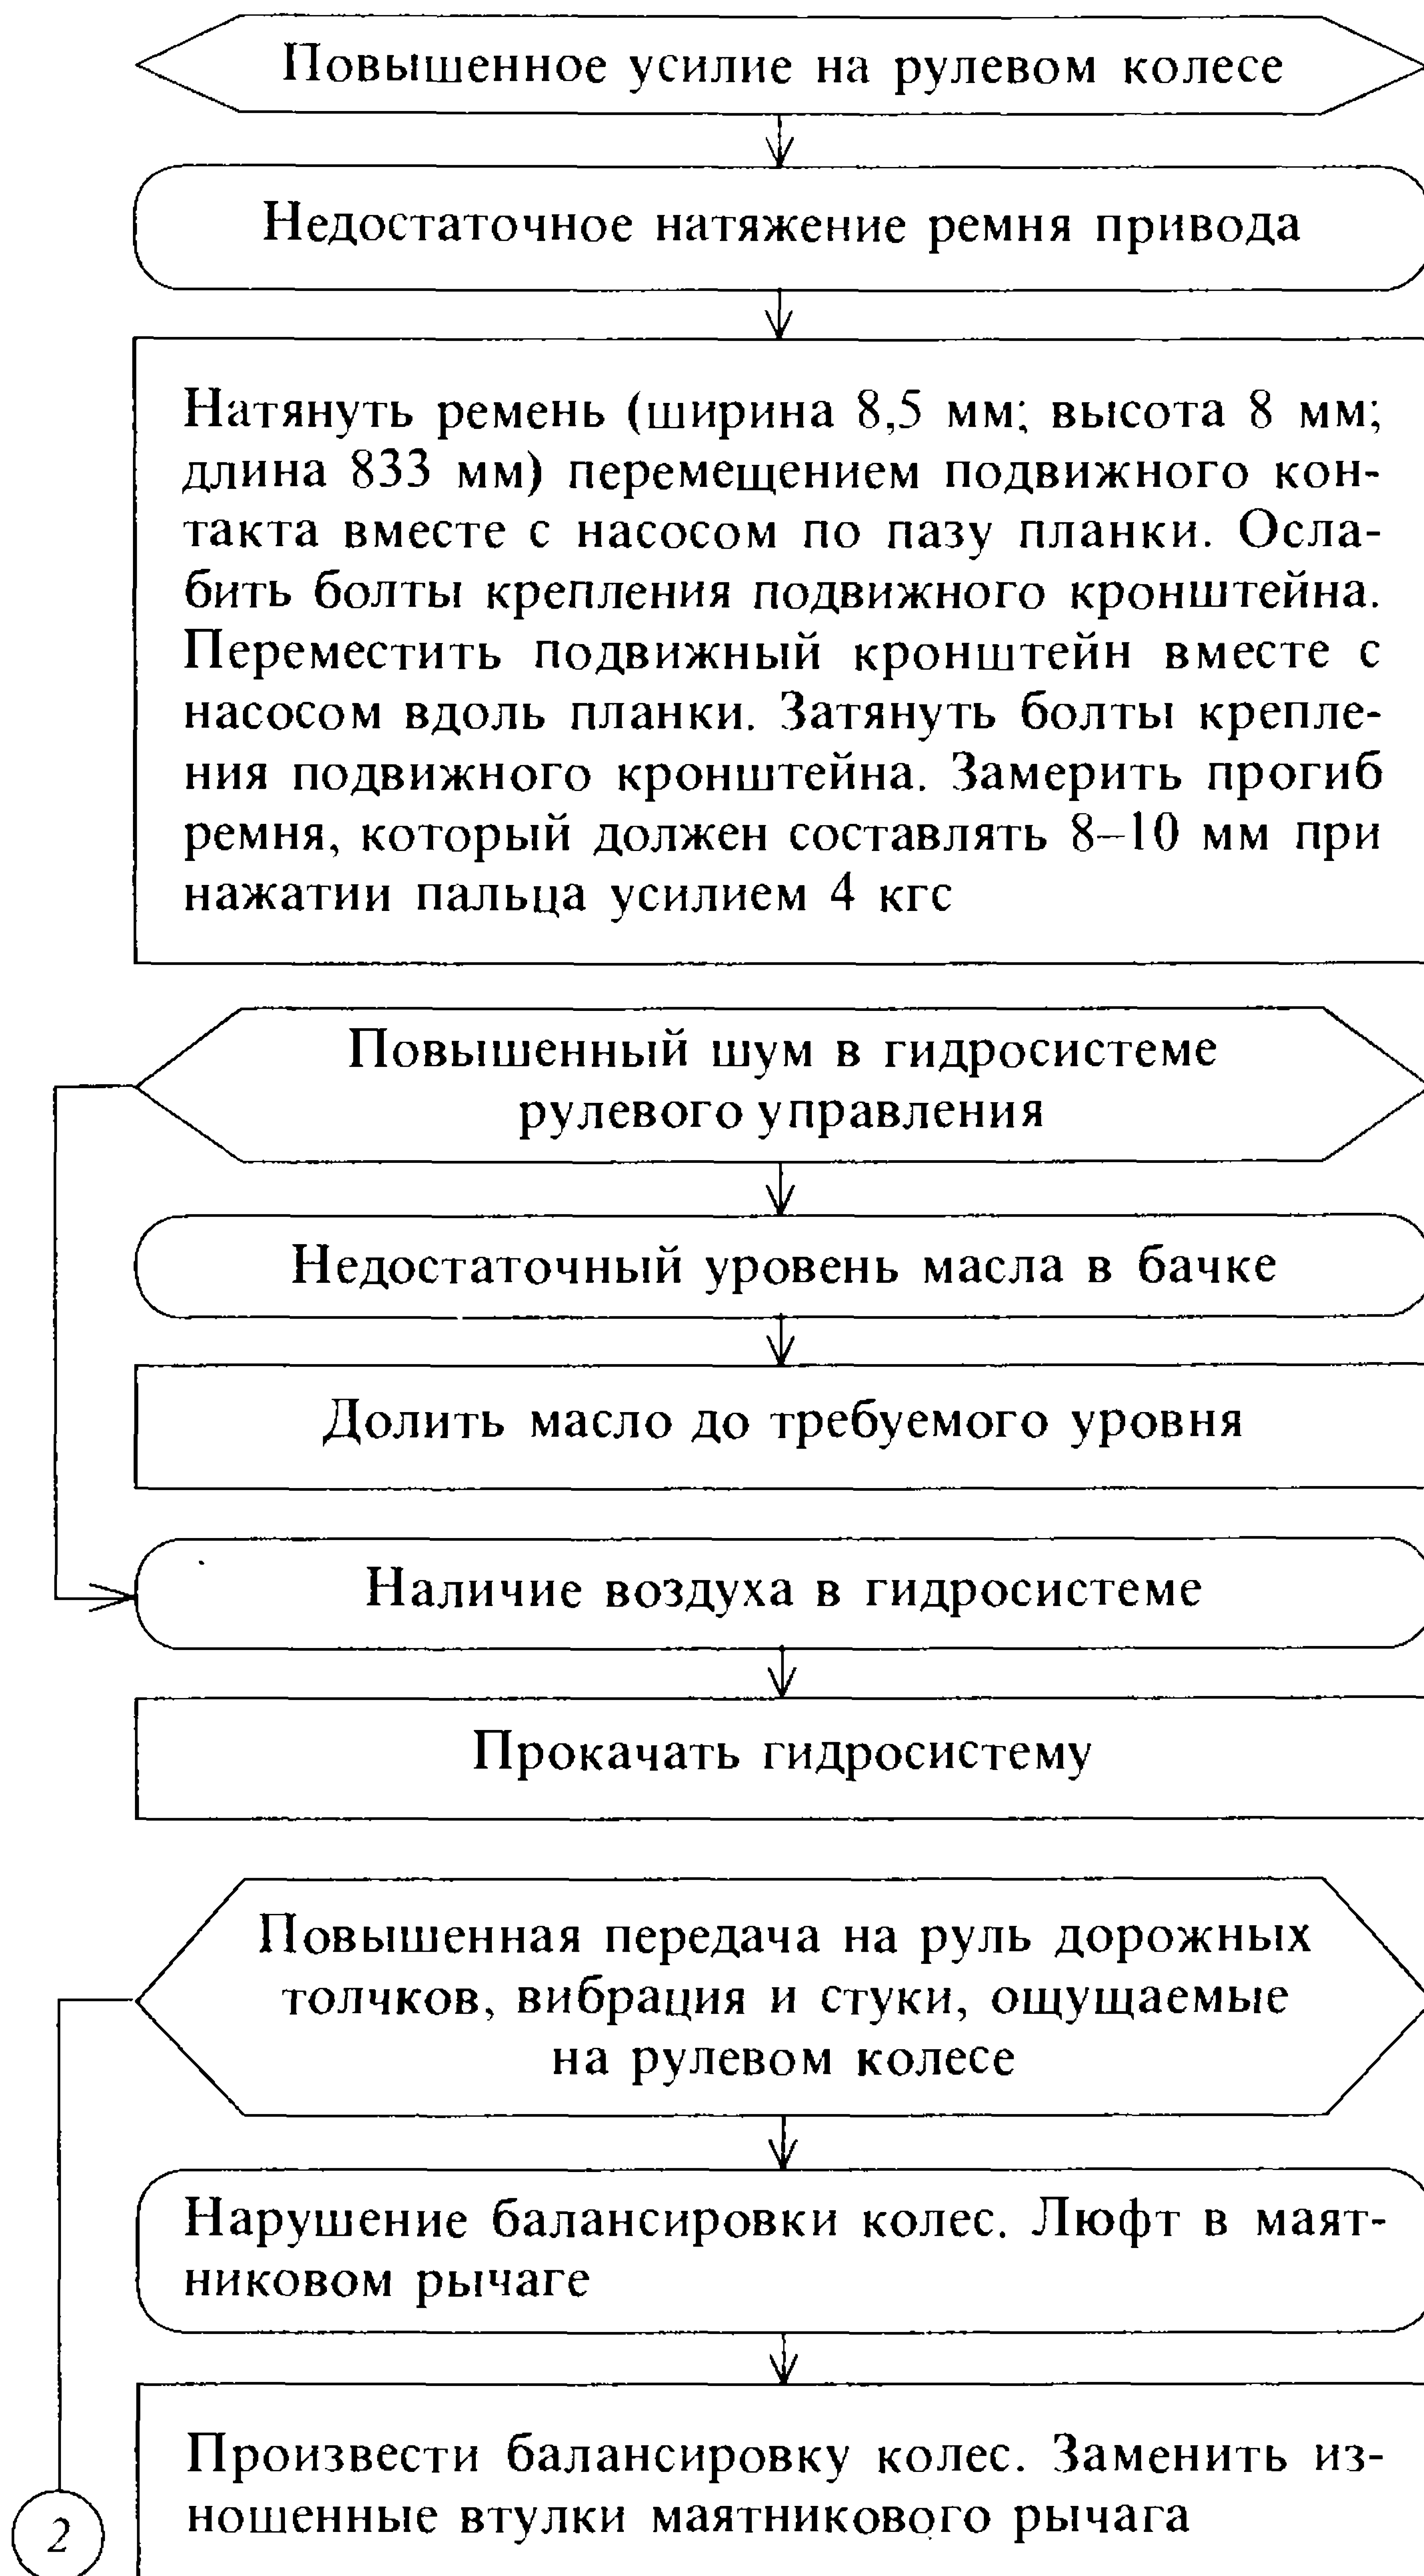 Повышенное усилие на рулевом колесе
Недостаточное натяжение ремня привода
Натянуть ремень (ширина 8,5 мм; высота 8 мм;
длина 833 мм) перемещением подвижного кон-
такта вместе с насосом по пазу планки. Осла-
бить болты крепления подвижного кронштейна.
Переместить подвижный кронштейн вместе с
насосом вдоль планки. Затянуть болты крепле-
ния подвижного кронштейна. Замерить прогиб
ремня, который должен составлять 8–10 мм при
нажатии пальца усилием 4 кгс
Повышенный шум в гидросистеме
рулевого управления
Недостаточный уровень масла в бачке
Долить масло до требуемого уровня
Наличие воздуха в гидросистеме
Прокачать гидросистему
Повышенная передача на руль дорожных
толчков, вибрация и стуки, ощущаемые
на рулевом колесе
Нарушение балансировки колес. Люфт в маят-
никовом рычаге
Произвести балансировку колес. Заменить из-
ношенные втулки маятникового рычага
2